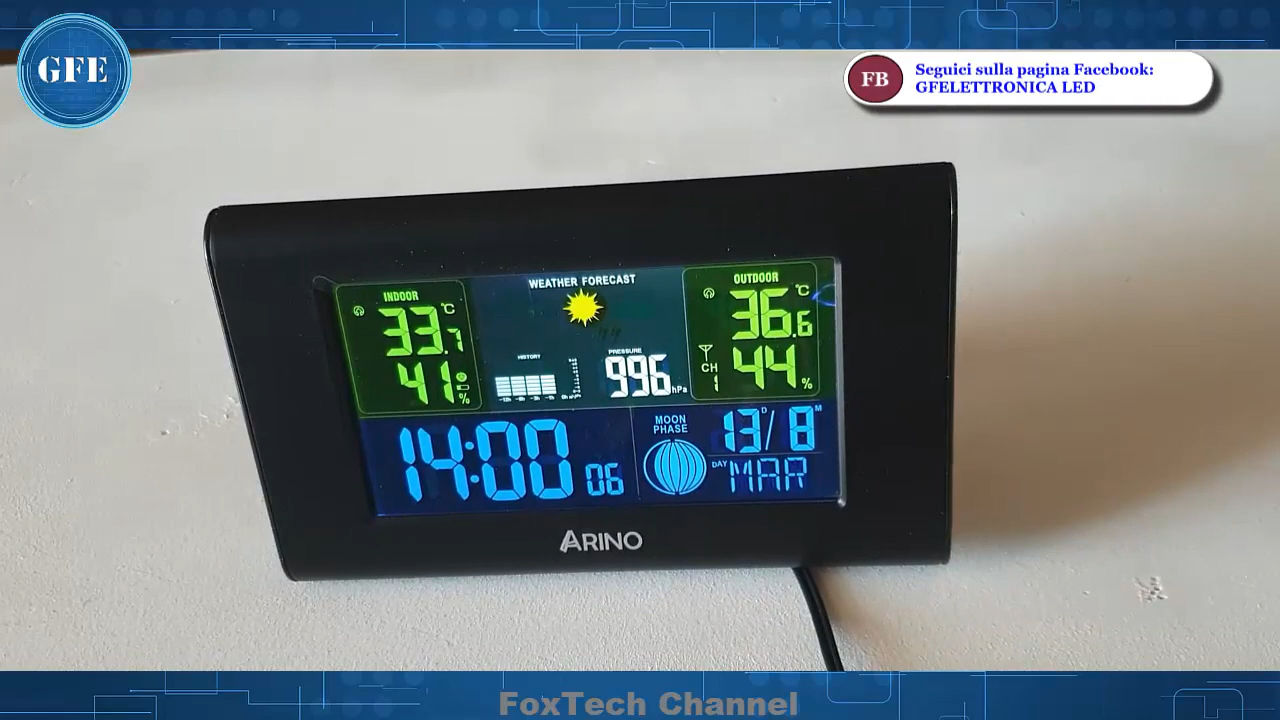 GFE
FB
Seguici sulla pagina Facebook:
GFELETTRONICA LED
WEATHER FORECAST
INDOOR
33.7 °C
41 %
HISTORY
PRESSURE
996 hPa
OUTDOOR
36.6 °C
CH 1
44 %
14:00 06
MOON
PHASE
13 D / 8 M
DAY MAR
ARINO
FoxTech Channel